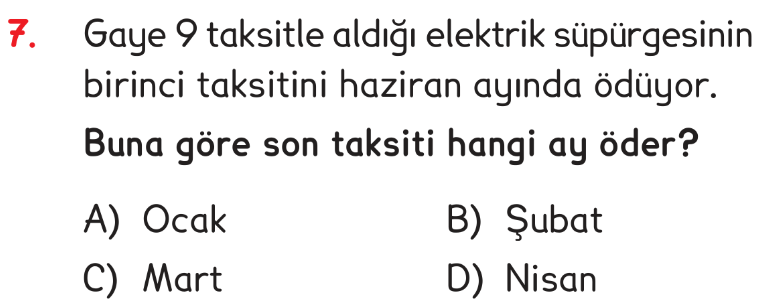 7. Gaye 9 taksitle aldığı elektrik süpürgesinin
birinci taksitini haziran ayında ödüyor.
Buna göre son taksiti hangi ay öder?
A) Ocak B) Şubat
C) Mart D) Nisan